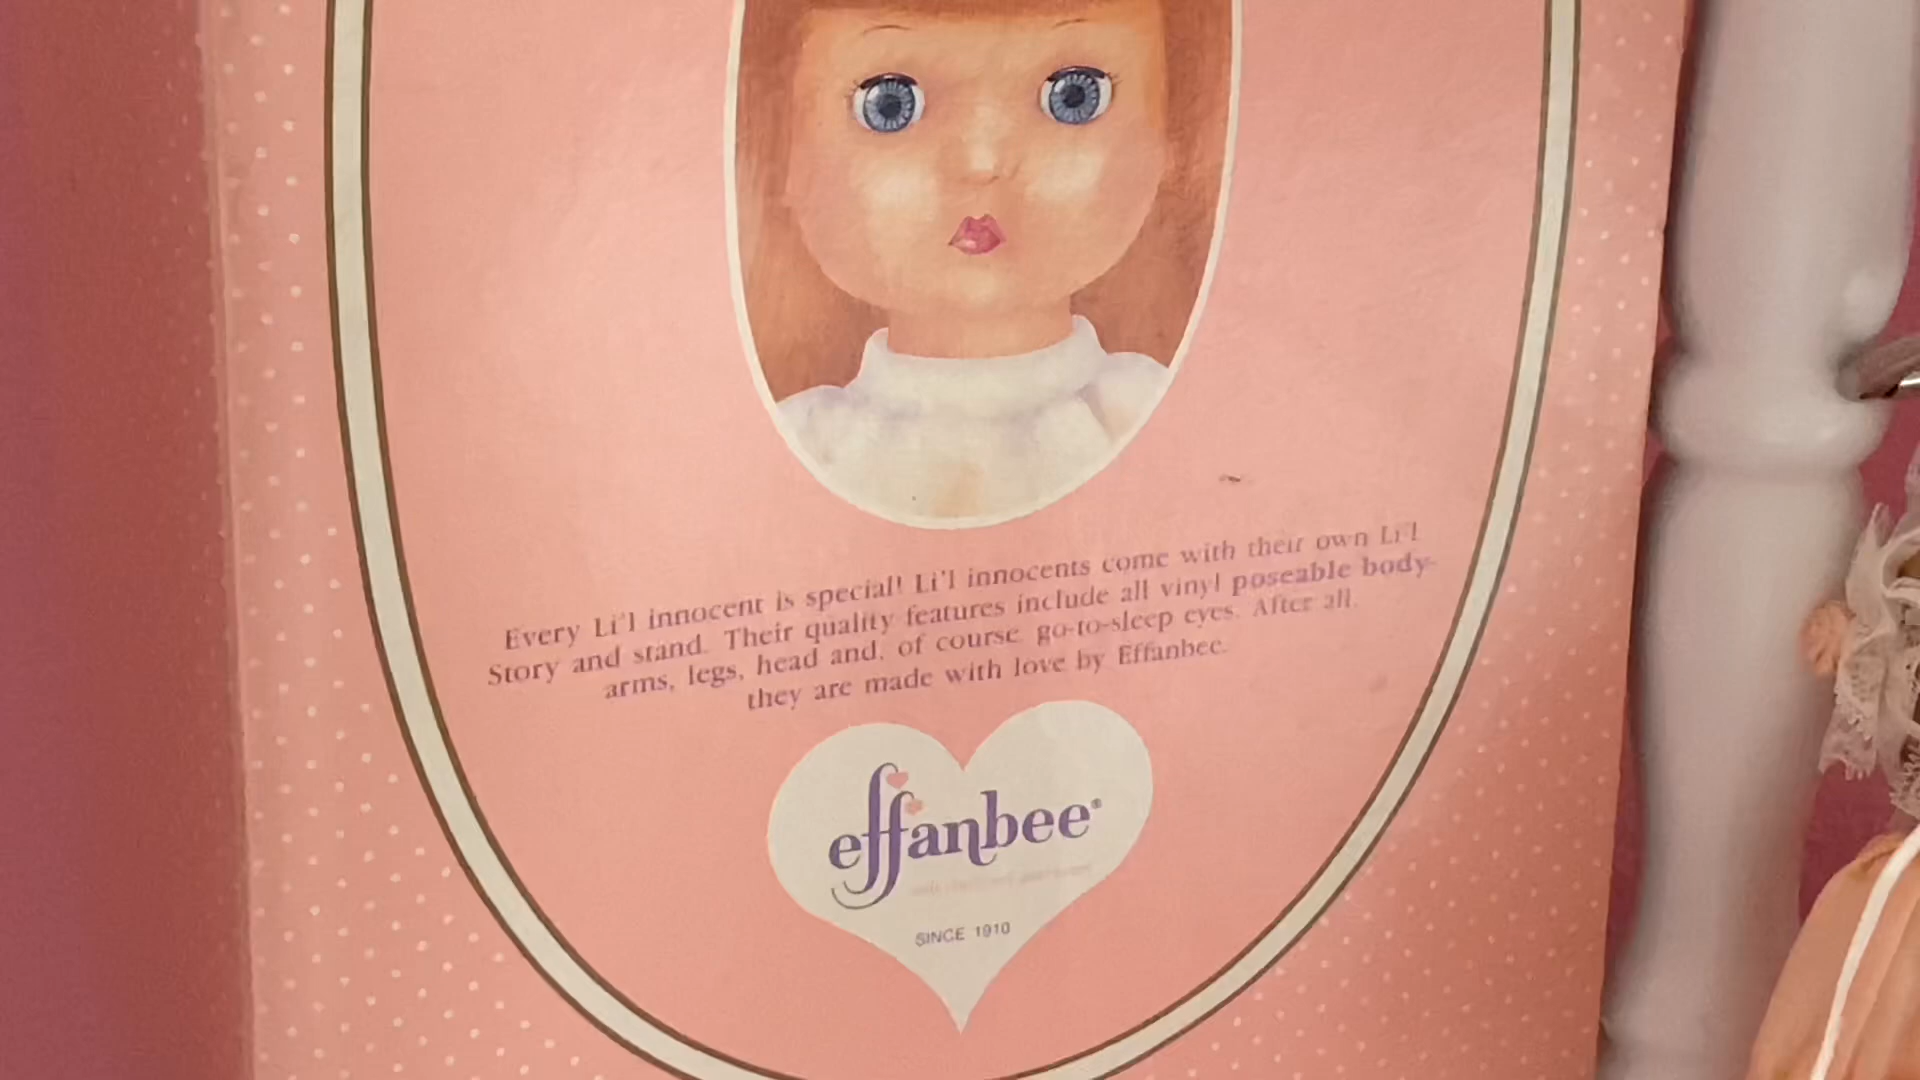 Every Li'l innocent is special! Li'l innocents come with their own Li'l
Story and stand. Their quality features include all vinyl poseable body-
arms, legs, head and, of course go-to-sleep eyes. After all,
they are made with love by Effanbee.
effanbee®
SINCE 1910